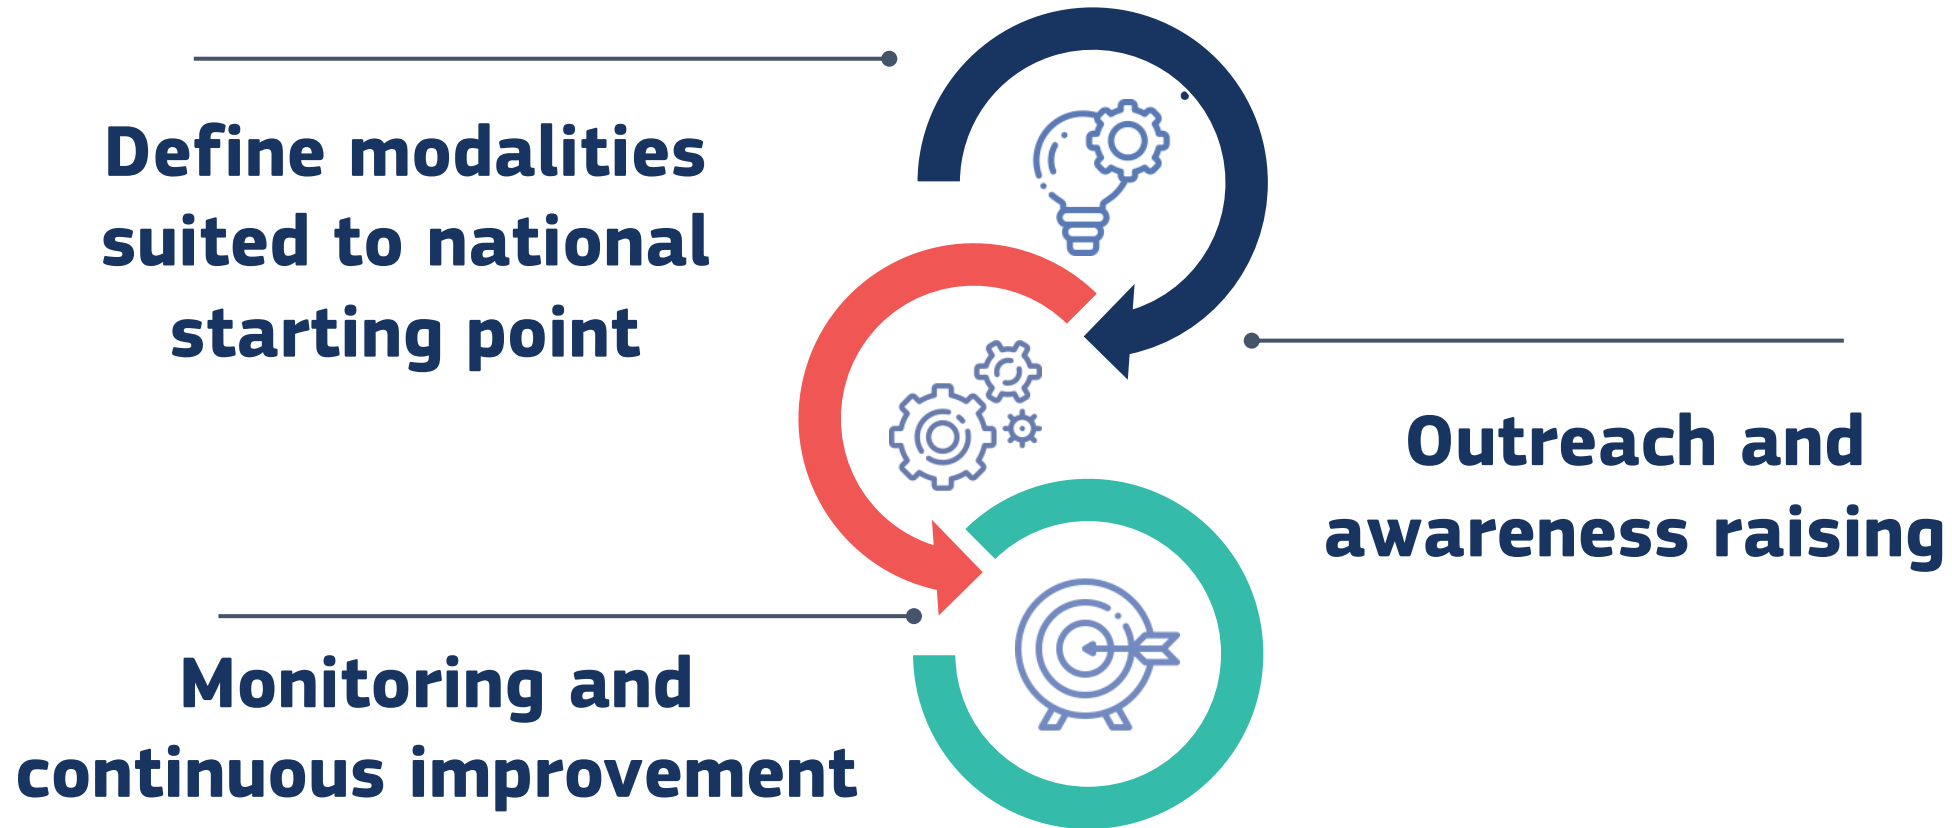 Define modalities
suited to national
starting point
Outreach and
awareness raising
Monitoring and
continuous improvement